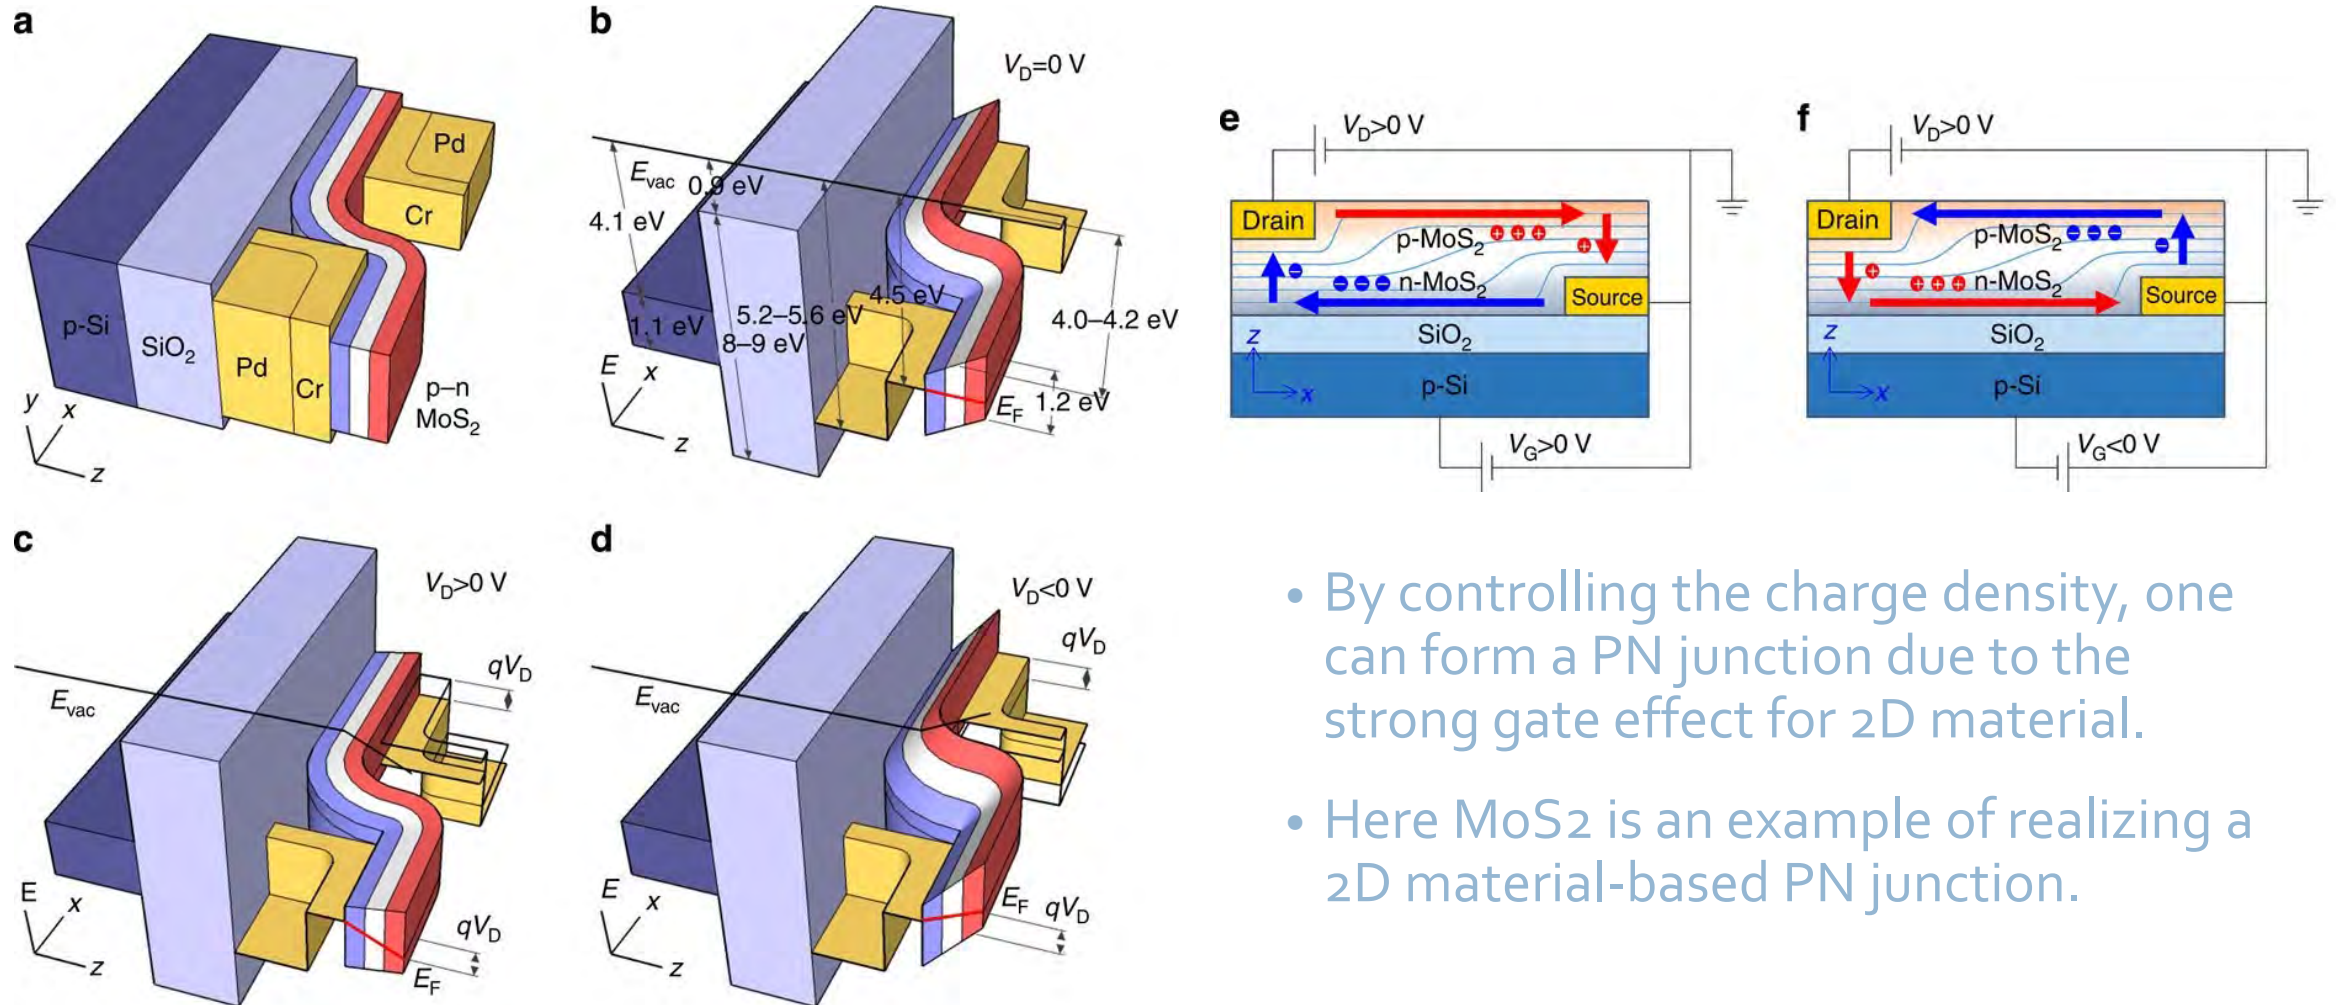 a
Pd
Cr
p-Si
SiO2
Pd
Cr
p–n
MoS2
y
x
z
b
VD=0 V
Evac
0.9 eV
4.1 eV
1.1 eV
5.2–5.6 eV
8–9 eV
4.5 eV
4.0–4.2 eV
EF
1.2 eV
E
x
z
c
VD>0 V
qVD
Evac
E
x
z
qVD
EF
d
VD<0 V
qVD
Evac
E
x
z
EF
qVD
e
VD>0 V
Drain
p-MoS2
n-MoS2
Source
SiO2
z
x
p-Si
VG>0 V
f
VD>0 V
Drain
p-MoS2
n-MoS2
Source
SiO2
z
x
p-Si
VG<0 V
• By controlling the charge density, one
can form a PN junction due to the
strong gate effect for 2D material.
• Here MoS2 is an example of realizing a
2D material-based PN junction.